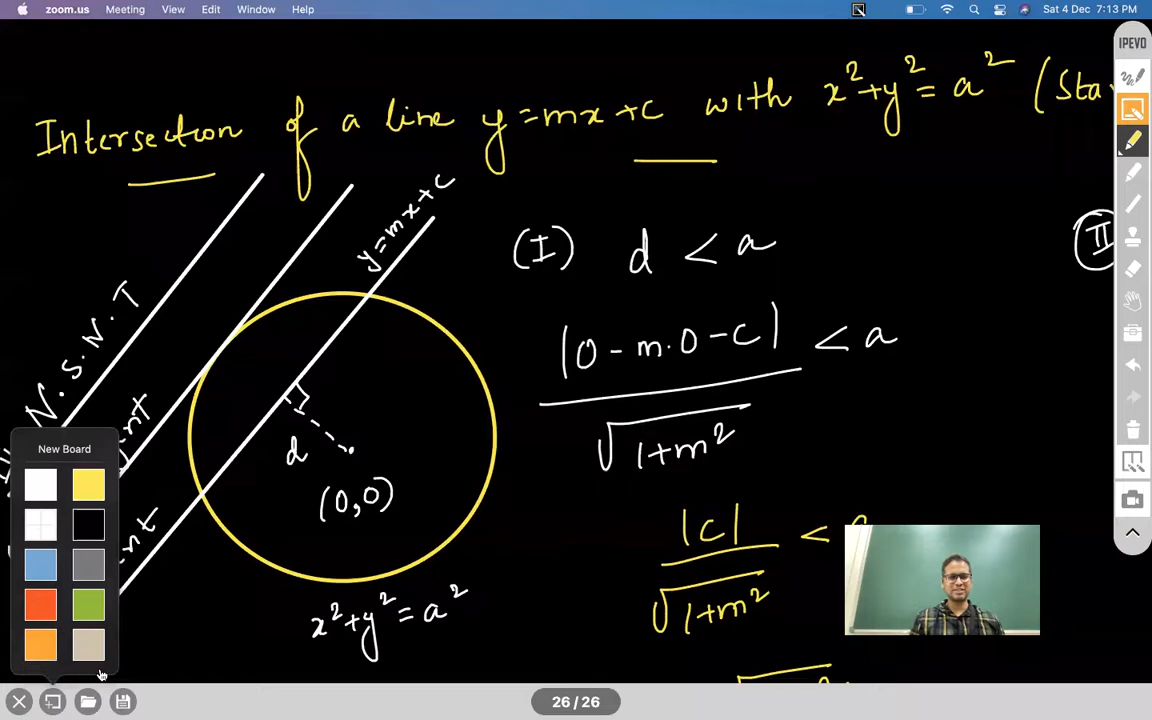 zoom.us Meeting View Edit Window Help Sat 4 Dec 7:13 PM
IPEVO
Intersection of a line y=mx+c with x²+y²=a² (Sta
y=mx+c
(I) d < a
II
N.S.N.T
|0-m·0-c| < a
√1+m²
nt
d
(0,0)
New Board
|c| <
√1+m²
nt
x²+y²=a²
26 / 26